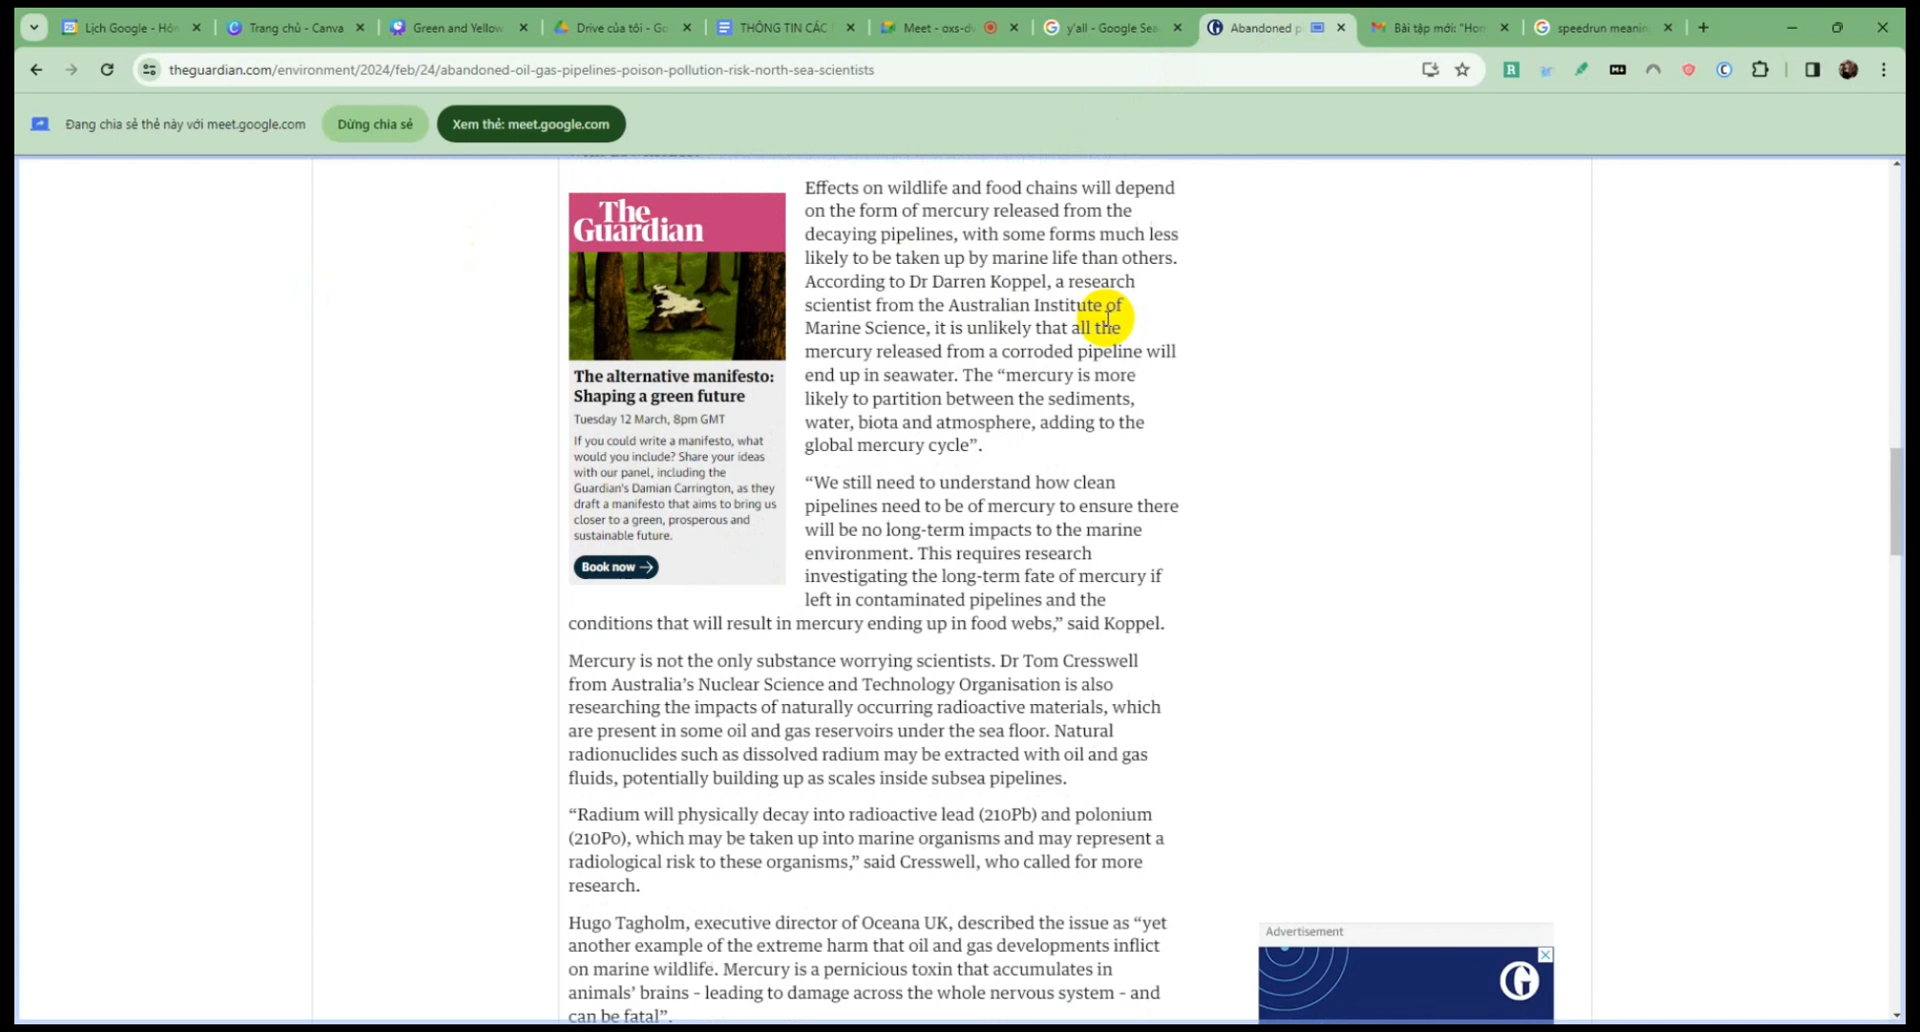 Lịch Google - Hôn
Trang chủ - Canva
Green and Yellow
Drive của tôi - Go
THÔNG TIN CÁC
Meet - oxs-dv
y'all - Google Sea
Abandoned p
Bài tập mới: "Hom
speedrun meanin
theguardian.com/environment/2024/feb/24/abandoned-oil-gas-pipelines-poison-pollution-risk-north-sea-scientists
Đang chia sẻ thẻ này với meet.google.com
Dừng chia sẻ
Xem thẻ: meet.google.com
The
Guardian
The alternative manifesto:
Shaping a green future
Tuesday 12 March, 8pm GMT
If you could write a manifesto, what
would you include? Share your ideas
with our panel, including the
Guardian's Damian Carrington, as they
draft a manifesto that aims to bring us
closer to a green, prosperous and
sustainable future.
Book now →
Effects on wildlife and food chains will depend
on the form of mercury released from the
decaying pipelines, with some forms much less
likely to be taken up by marine life than others.
According to Dr Darren Koppel, a research
scientist from the Australian Institute of
Marine Science, it is unlikely that all the
mercury released from a corroded pipeline will
end up in seawater. The “mercury is more
likely to partition between the sediments,
water, biota and atmosphere, adding to the
global mercury cycle”.
“We still need to understand how clean
pipelines need to be of mercury to ensure there
will be no long-term impacts to the marine
environment. This requires research
investigating the long-term fate of mercury if
left in contaminated pipelines and the
conditions that will result in mercury ending up in food webs,” said Koppel.
Mercury is not the only substance worrying scientists. Dr Tom Cresswell
from Australia’s Nuclear Science and Technology Organisation is also
researching the impacts of naturally occurring radioactive materials, which
are present in some oil and gas reservoirs under the sea floor. Natural
radionuclides such as dissolved radium may be extracted with oil and gas
fluids, potentially building up as scales inside subsea pipelines.
“Radium will physically decay into radioactive lead (210Pb) and polonium
(210Po), which may be taken up into marine organisms and may represent a
radiological risk to these organisms,” said Cresswell, who called for more
research.
Hugo Tagholm, executive director of Oceana UK, described the issue as “yet
another example of the extreme harm that oil and gas developments inflict
on marine wildlife. Mercury is a pernicious toxin that accumulates in
animals’ brains – leading to damage across the whole nervous system – and
can be fatal”.
Advertisement